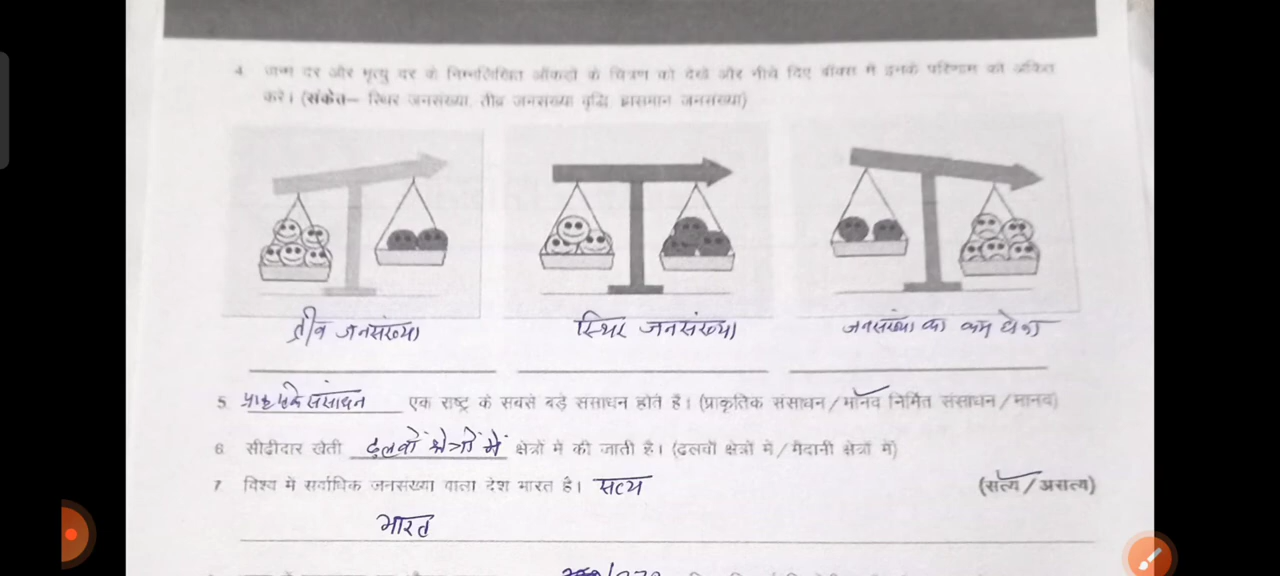 4. जन्म दर और मृत्यु दर के निम्नलिखित आँकड़ों के चित्रण को देखें और नीचे दिए बॉक्स में इनके परिणाम को अंकित
करें। (संकेत– स्थिर जनसंख्या, तीव्र जनसंख्या वृद्धि, ह्रासमान जनसंख्या)
तीव्र जनसंख्या स्थिर जनसंख्या जनसंख्या का कम होना
5. संसाधन एक राष्ट्र के सबसे बड़े संसाधन होते हैं। (प्राकृतिक संसाधन/मानव निर्मित संसाधन/मानव)
6. सीढ़ीदार खेती ढलवाँ क्षेत्रों में क्षेत्रों में की जाती है। (ढलवाँ क्षेत्रों में/मैदानी क्षेत्रों में)
7. विश्व में सर्वाधिक जनसंख्या वाला देश भारत है। सत्य (सत्य/असत्य)
भारत